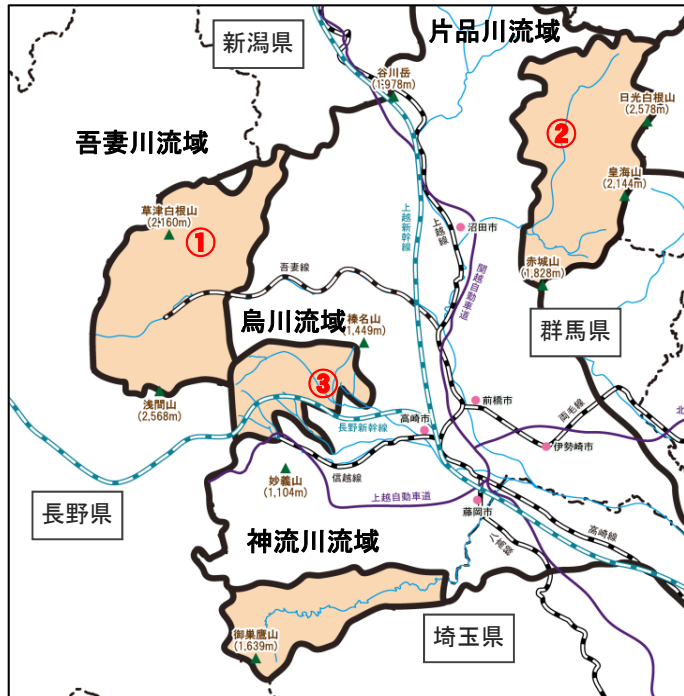 新潟県
片品川流域
谷川岳
(1,978m)
日光白根山
(2,578m)
②
吾妻川流域
皇海山
(2,144m)
草津白根山
(2,160m)
①
上越新幹線
上越線
沼田市
関越自動車道
吾妻線
赤城山
(1,828m)
烏川流域
榛名山
(1,449m)
群馬県
③
浅間山
(2,568m)
前橋市
両毛線
北
高崎市
長野新幹線
伊勢崎市
信越線
妙義山
(1,104m)
上越自動車道
長野県
藤岡市
高崎線
八高線
神流川流域
埼玉県
御巣鷹山
(1,639m)